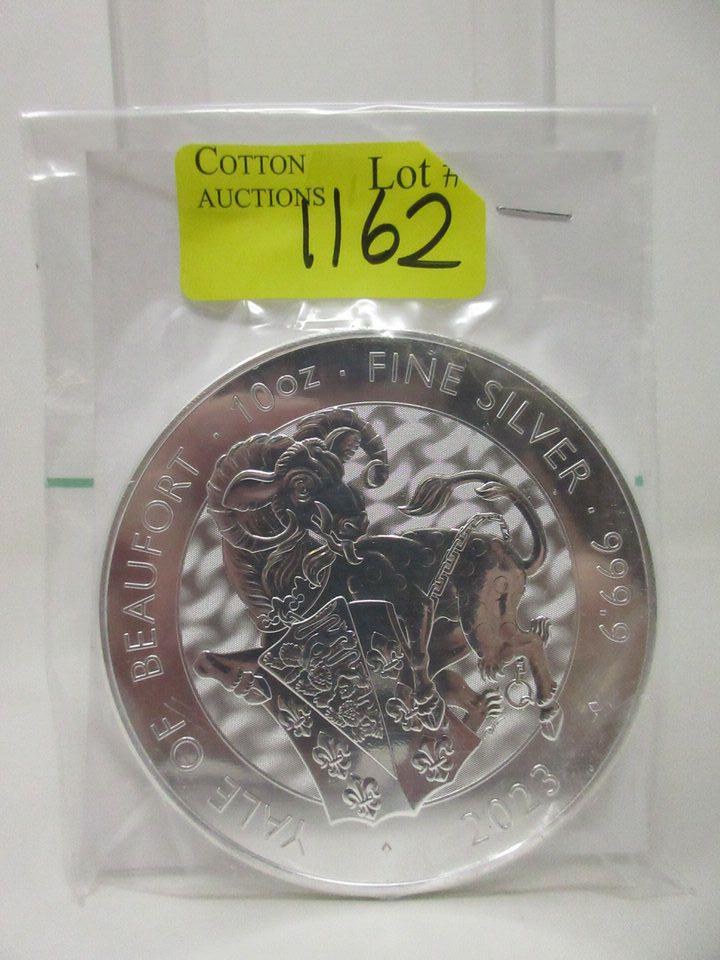 COTTON AUCTIONS
Lot #
1162
YALE OF BEAUFORT · 10oz · FINE SILVER · 999.9
2023